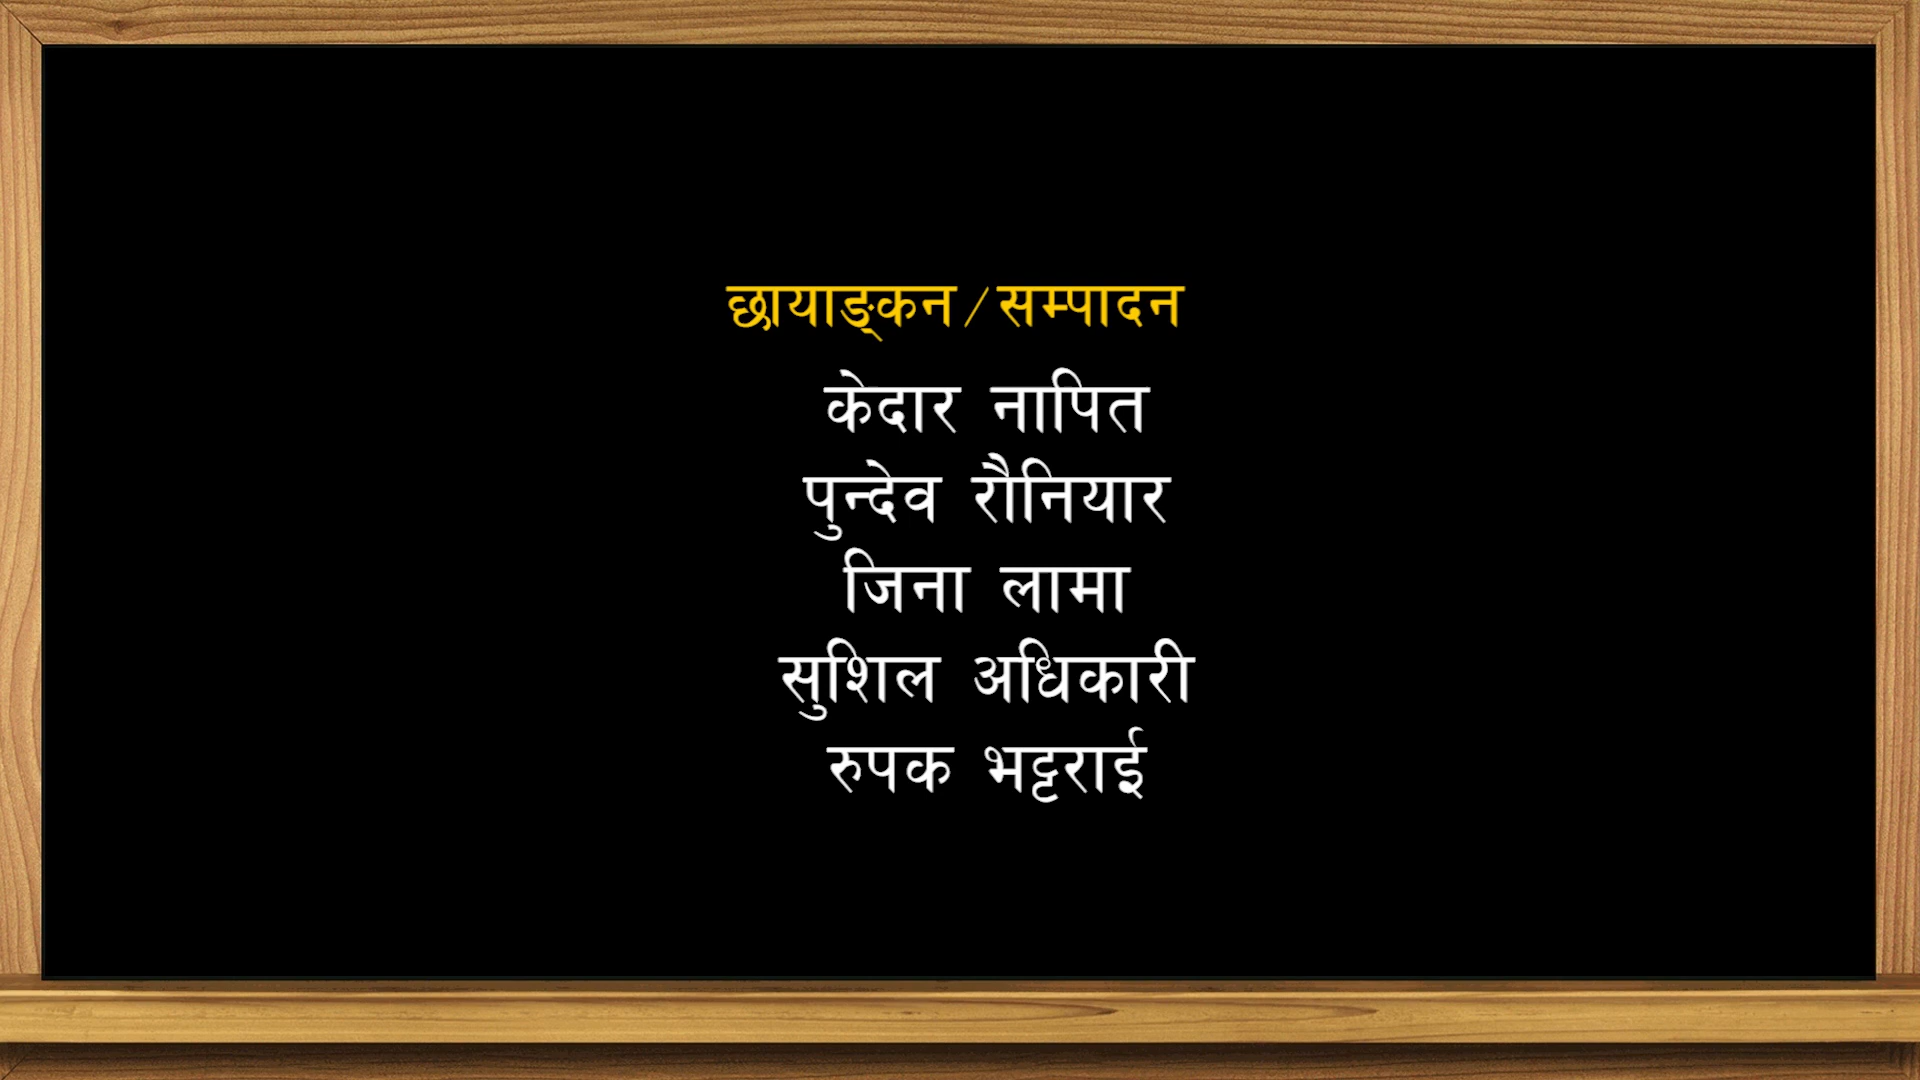 छायाङ्कन/सम्पादन
केदार नापित
पुन्देव रौनियार
जिना लामा
सुशिल अधिकारी
रुपक भट्टराई